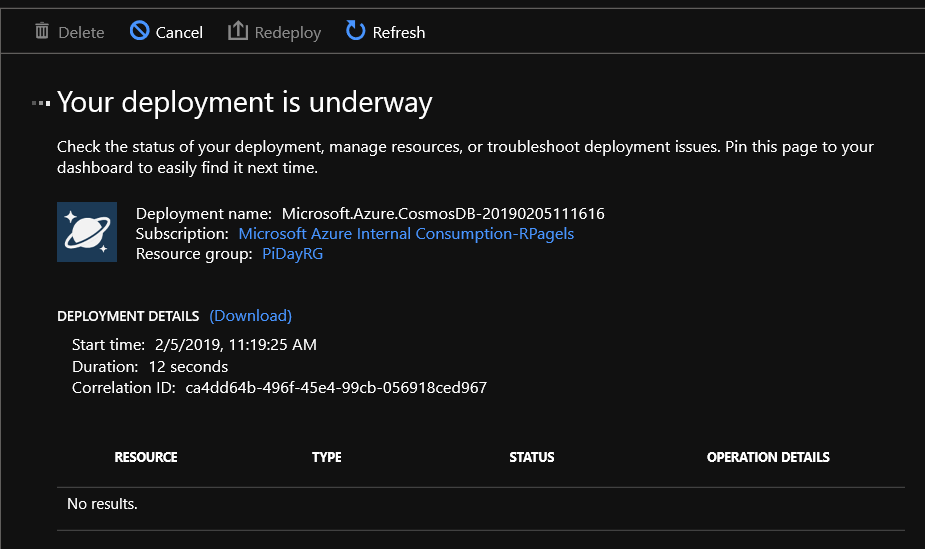 Delete Cancel Redeploy Refresh
Your deployment is underway
Check the status of your deployment, manage resources, or troubleshoot deployment issues. Pin this page to your
dashboard to easily find it next time.
Deployment name: Microsoft.Azure.CosmosDB-20190205111616
Subscription: Microsoft Azure Internal Consumption-RPagels
Resource group: PiDayRG
DEPLOYMENT DETAILS (Download)
Start time: 2/5/2019, 11:19:25 AM
Duration: 12 seconds
Correlation ID: ca4dd64b-496f-45e4-99cb-056918ced967
RESOURCE TYPE STATUS OPERATION DETAILS
No results.